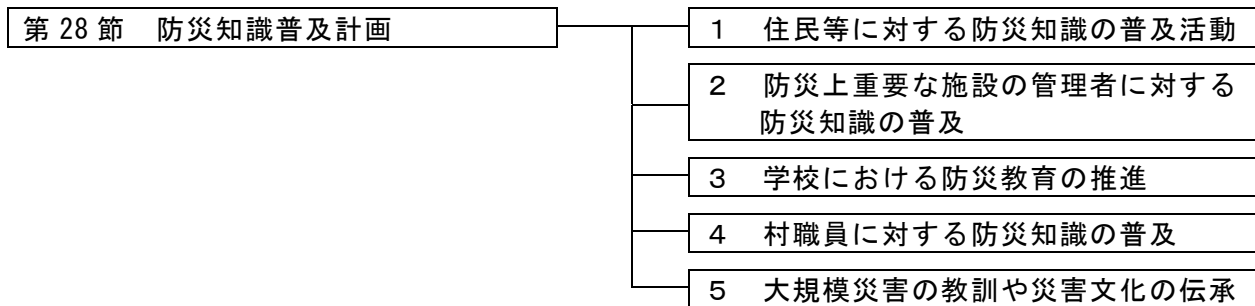 第 28 節　防災知識普及計画
１　住民等に対する防災知識の普及活動
２　防災上重要な施設の管理者に対する
防災知識の普及
３　学校における防災教育の推進
４　村職員に対する防災知識の普及
５　大規模災害の教訓や災害文化の伝承